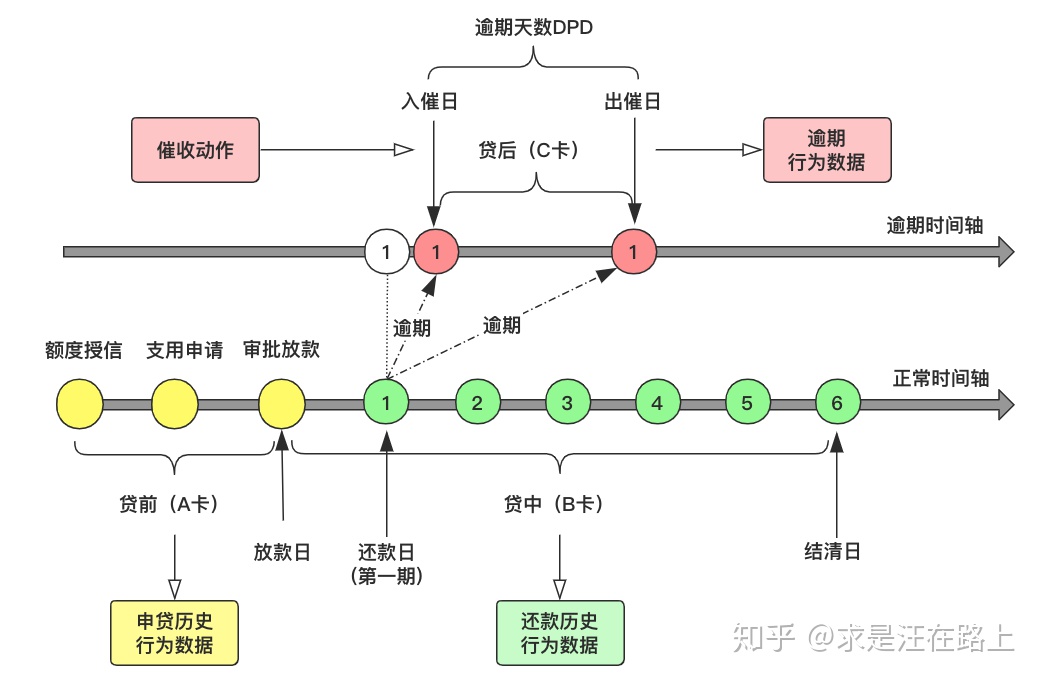 逾期天数DPD
入催日
出催日
催收动作
贷后（C卡）
逾期
行为数据
逾期时间轴
1
1
1
逾期
逾期
额度授信
支用申请
审批放款
正常时间轴
1
2
3
4
5
6
贷前（A卡）
贷中（B卡）
放款日
还款日
（第一期）
结清日
申贷历史
行为数据
还款历史
行为数据
知乎 @求是汪在路上